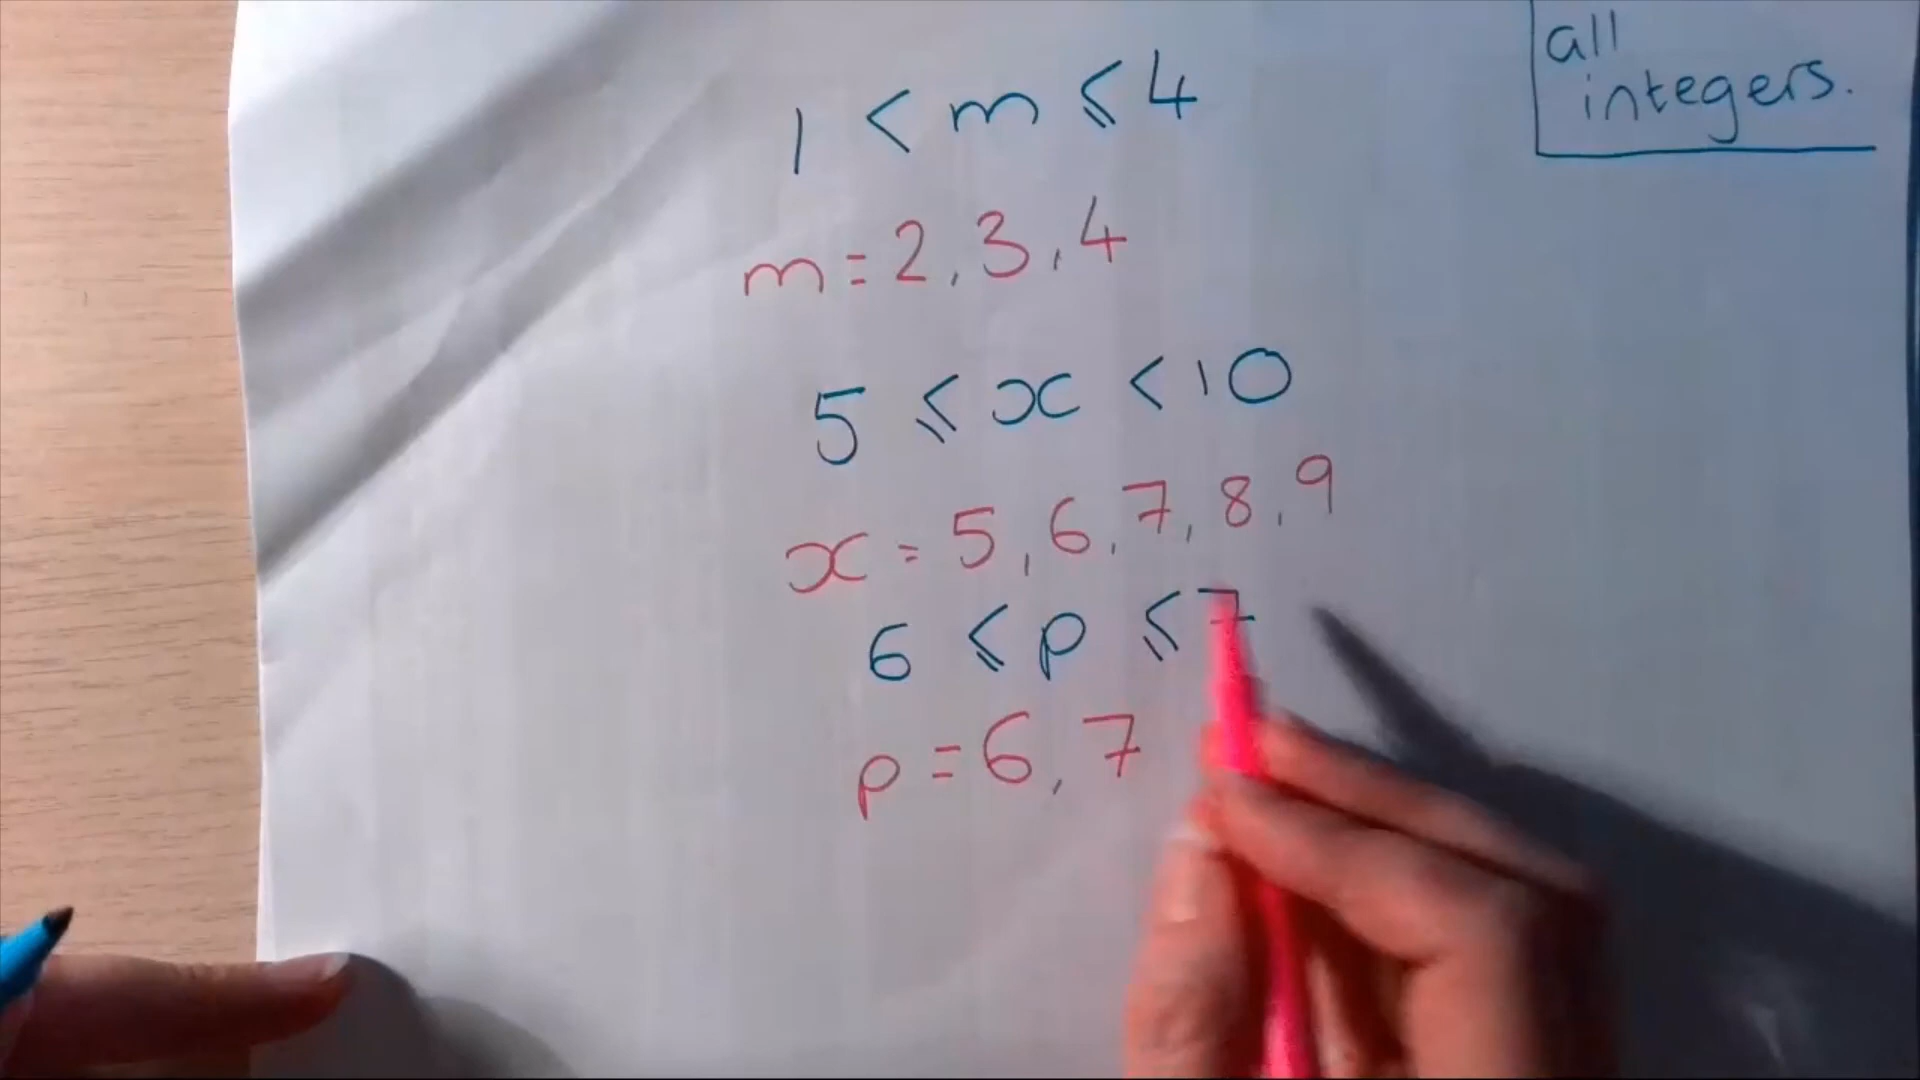 all
integers.
1 < m ⩽ 4
m = 2, 3, 4
5 ⩽ x < 10
x = 5, 6, 7, 8, 9
6 ⩽ p ⩽ 7
p = 6, 7